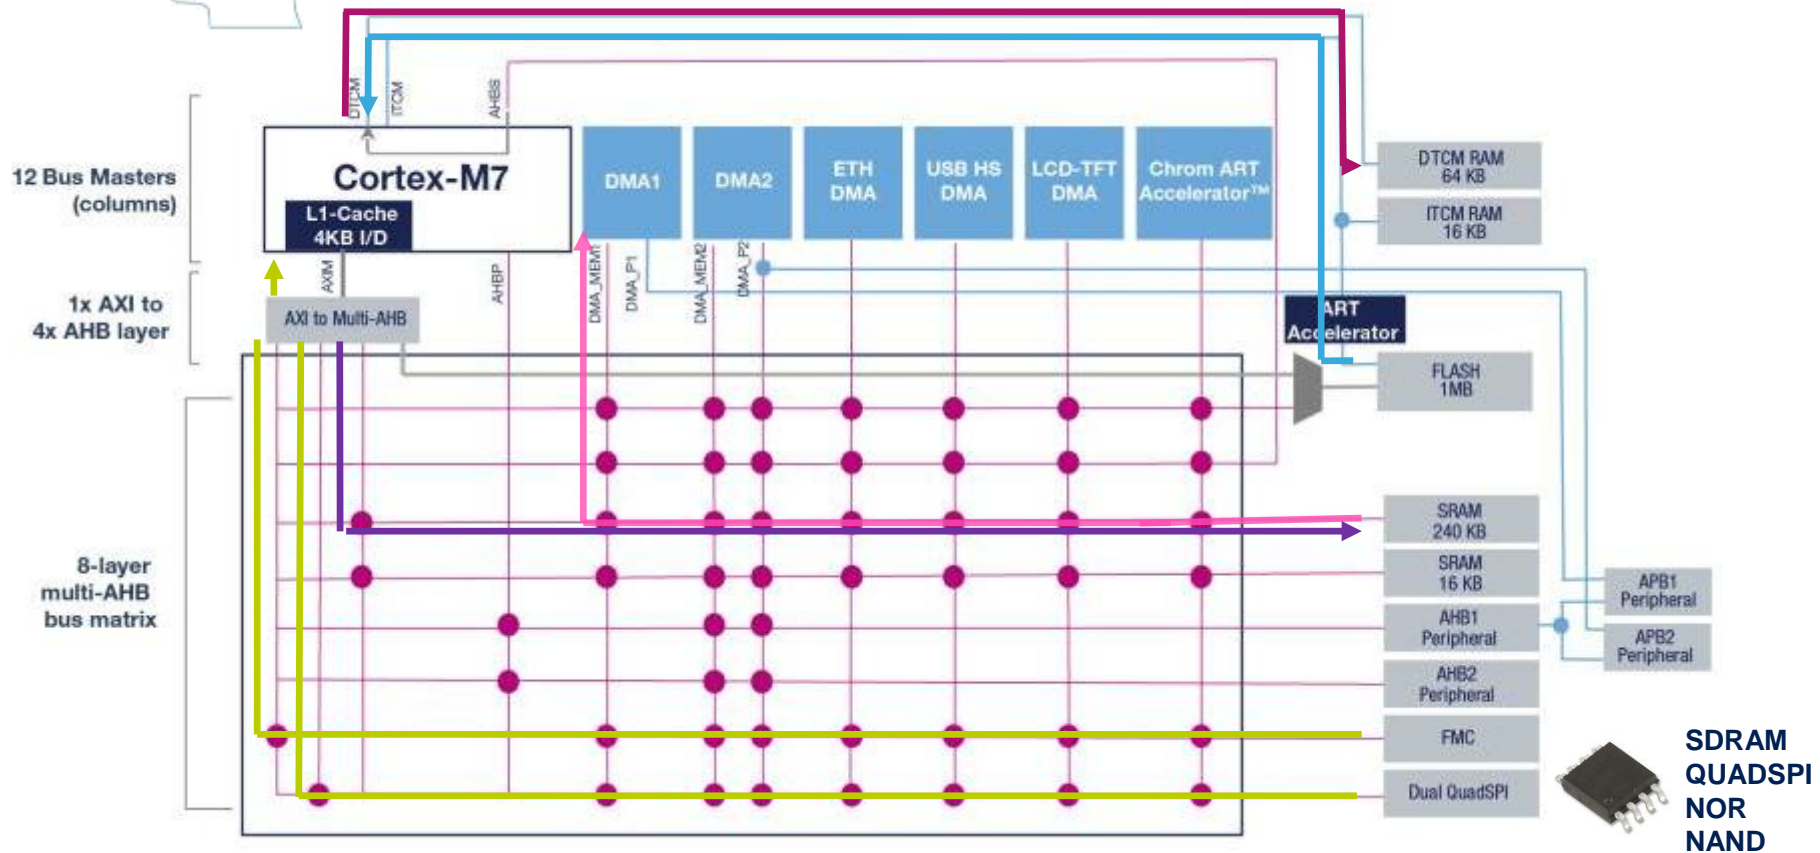 DTCM
ITCM
AHBS
12 Bus Masters
(columns)
Cortex-M7
L1-Cache
4KB I/D
DMA1
DMA2
ETH
DMA
USB HS
DMA
LCD-TFT
DMA
Chrom ART
Accelerator™
DTCM RAM
64 KB
ITCM RAM
16 KB
1x AXI to
4x AHB layer
AXIM
AHBP
DMA_MEM1
DMA_P1
DMA_MEM2
DMA_P2
AXI to Multi-AHB
ART
Accelerator
FLASH
1MB
8-layer
multi-AHB
bus matrix
SRAM
240 KB
SRAM
16 KB
AHB1
Peripheral
AHB2
Peripheral
FMC
Dual QuadSPI
APB1
Peripheral
APB2
Peripheral
SDRAM
QUADSPI
NOR
NAND